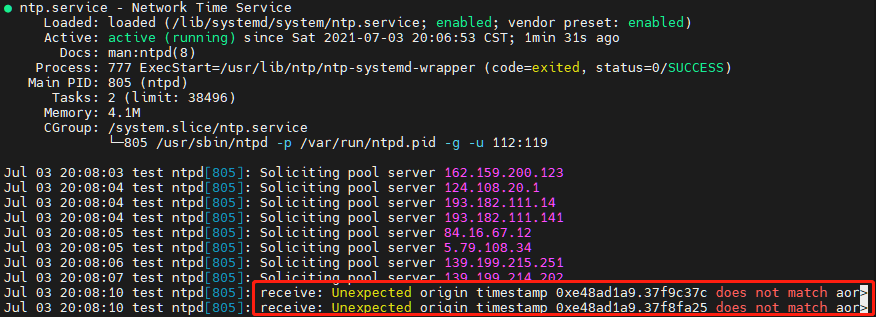 ● ntp.service - Network Time Service
Loaded: loaded (/lib/systemd/system/ntp.service; enabled; vendor preset: enabled)
Active: active (running) since Sat 2021-07-03 20:06:53 CST; 1min 31s ago
Docs: man:ntpd(8)
Process: 777 ExecStart=/usr/lib/ntp/ntp-systemd-wrapper (code=exited, status=0/SUCCESS)
Main PID: 805 (ntpd)
Tasks: 2 (limit: 38496)
Memory: 4.1M
CGroup: /system.slice/ntp.service
└─805 /usr/sbin/ntpd -p /var/run/ntpd.pid -g -u 112:119
Jul 03 20:08:03 test ntpd[805]: Soliciting pool server 162.159.200.123
Jul 03 20:08:04 test ntpd[805]: Soliciting pool server 124.108.20.1
Jul 03 20:08:04 test ntpd[805]: Soliciting pool server 193.182.111.14
Jul 03 20:08:04 test ntpd[805]: Soliciting pool server 193.182.111.141
Jul 03 20:08:05 test ntpd[805]: Soliciting pool server 84.16.67.12
Jul 03 20:08:05 test ntpd[805]: Soliciting pool server 5.79.108.34
Jul 03 20:08:06 test ntpd[805]: Soliciting pool server 139.199.215.251
Jul 03 20:08:07 test ntpd[805]: Soliciting pool server 139.199.214.202
Jul 03 20:08:10 test ntpd[805]: receive: Unexpected origin timestamp 0xe48ad1a9.37f9c37c does not match aor>
Jul 03 20:08:10 test ntpd[805]: receive: Unexpected origin timestamp 0xe48ad1a9.37f8fa25 does not match aor>